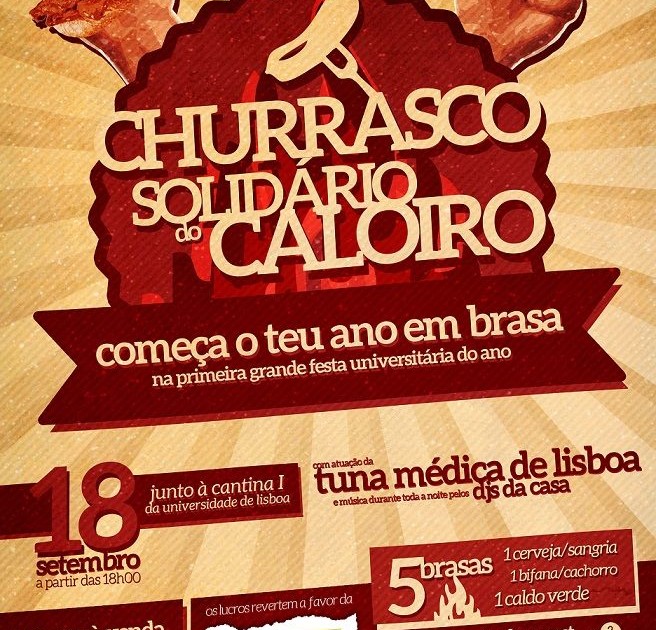 CHURRASCO
SOLIDÁRIO
do CALOIRO
começa o teu ano em brasa
na primeira grande festa universitária do ano
18
setembro
a partir das 18h00
junto à cantina I
da universidade de lisboa
com atuação da
tuna médica de lisboa
e música durante toda a noite pelos djs da casa
5 brasas
1 cerveja/sangria
1 bifana/cachorro
1 caldo verde
os lucros revertem a favor da